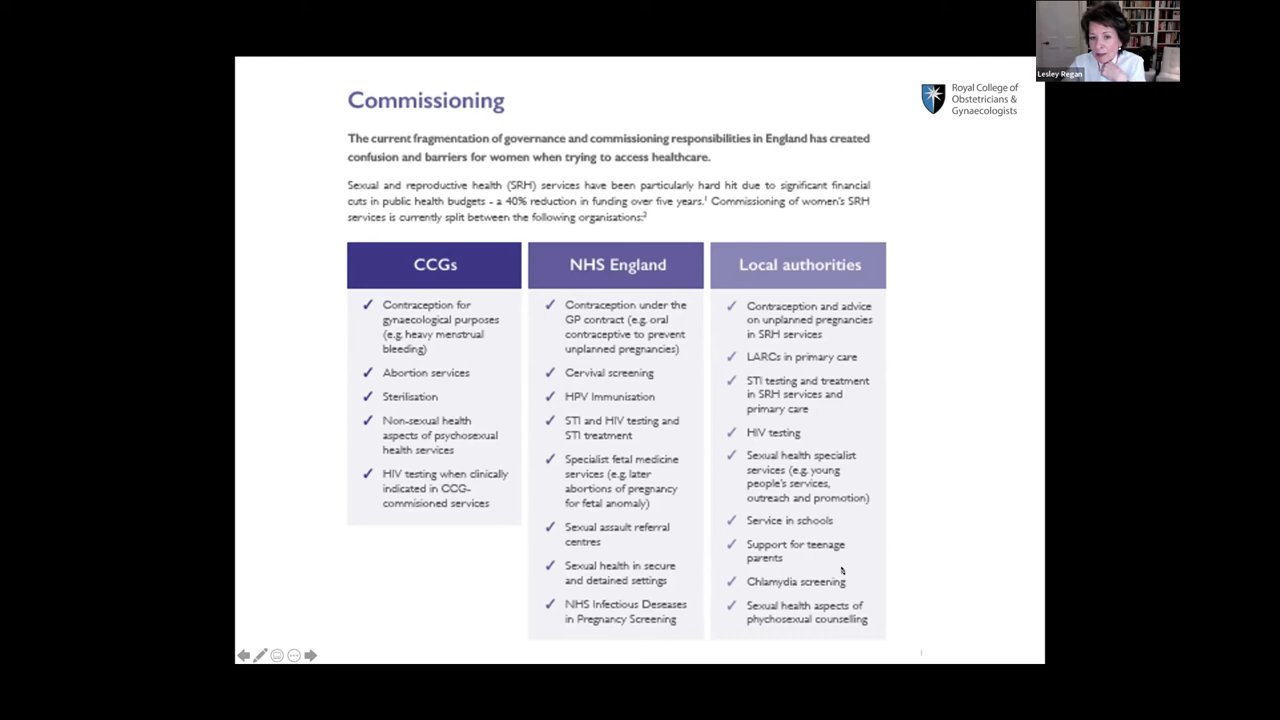 Lesley Regan
Royal College of
Obstetricians &
Gynaecologists
Commissioning
The current fragmentation of governance and commissioning responsibilities in England has created
confusion and barriers for women when trying to access healthcare.
Sexual and reproductive health (SRH) services have been particularly hard hit due to significant financial
cuts in public health budgets - a 40% reduction in funding over five years.1 Commissioning of women's SRH
services is currently split between the following organisations:2
CCGs
✓ Contraception for
gynaecological purposes
(e.g. heavy menstrual
bleeding)
✓ Abortion services
✓ Sterilisation
✓ Non-sexual health
aspects of psychosexual
health services
✓ HIV testing when clinically
indicated in CCG-
commisioned services
NHS England
✓ Contraception under the
GP contract (e.g. oral
contraceptive to prevent
unplanned pregnancies)
✓ Cervival screening
✓ HPV Immunisation
✓ STI and HIV testing and
STI treatment
✓ Specialist fetal medicine
services (e.g. later
abortions of pregnancy
for fetal anomaly)
✓ Sexual assault referral
centres
✓ Sexual health in secure
and detained settings
✓ NHS Infectious Deseases
in Pregnancy Screening
Local authorities
✓ Contraception and advice
on unplanned pregnancies
in SRH services
✓ LARCs in primary care
✓ STI testing and treatment
in SRH services and
primary care
✓ HIV testing
✓ Sexual health specialist
services (e.g. young
people's services,
outreach and promotion)
✓ Service in schools
✓ Support for teenage
parents
✓ Chlamydia screening
✓ Sexual health aspects of
phychosexual counselling